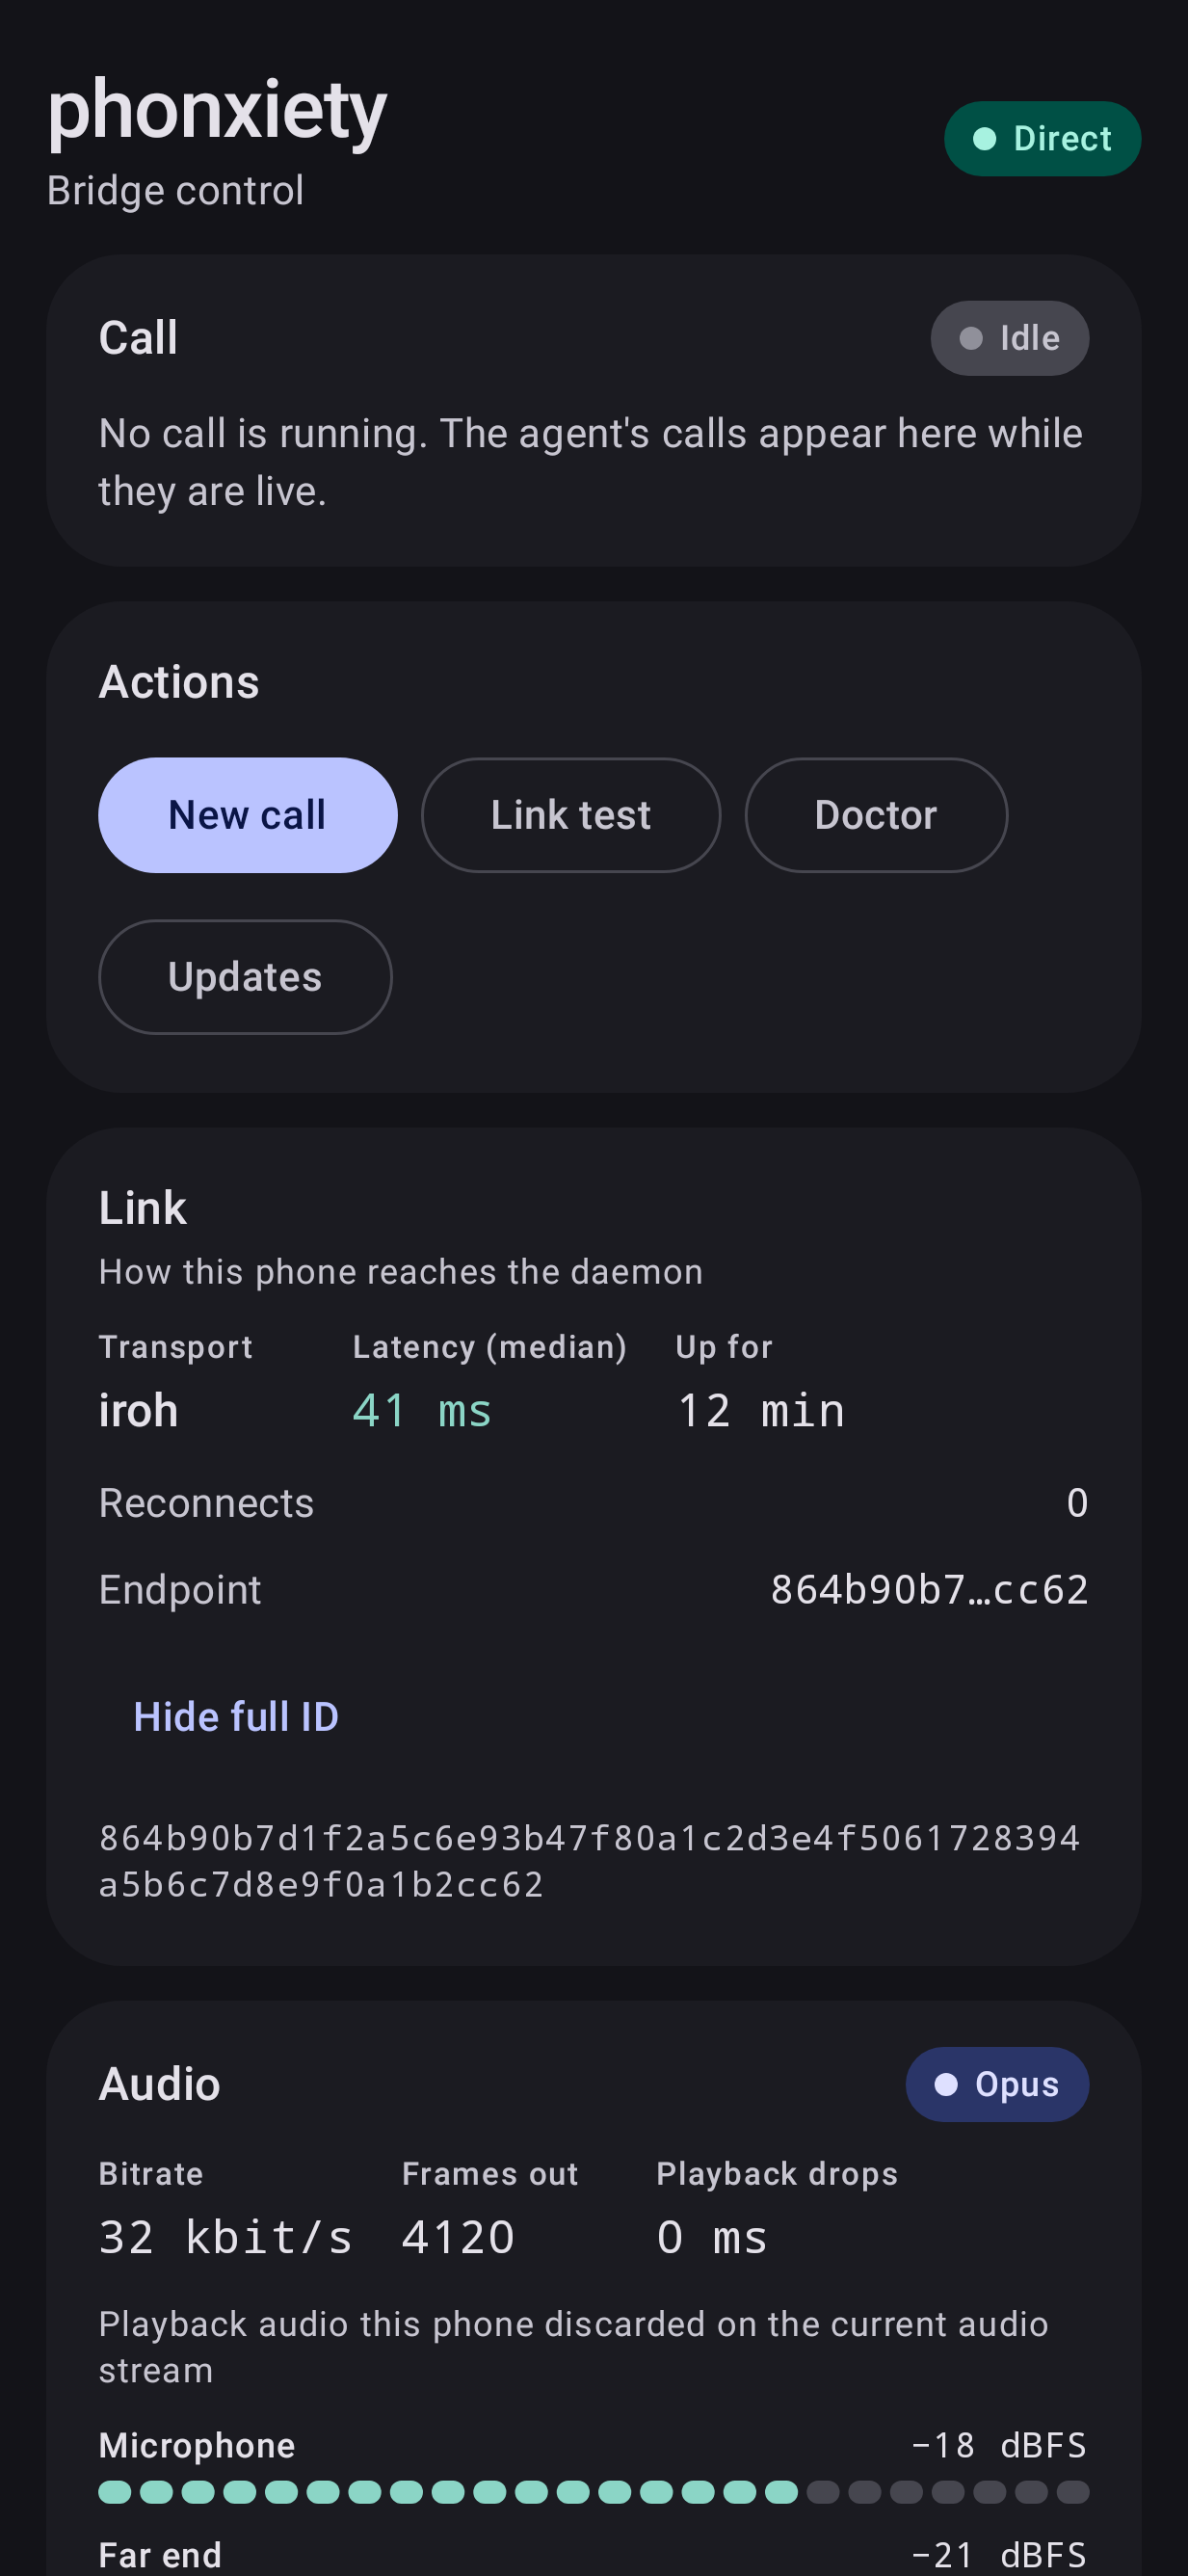 phonxiety
Direct
Bridge control
Call
Idle
No call is running. The agent's calls appear here while
they are live.
Actions
New call
Link test
Doctor
Updates
Link
How this phone reaches the daemon
Transport
Latency (median)
Up for
iroh
41 ms
12 min
Reconnects
0
Endpoint
864b90b7…cc62
Hide full ID
864b90b7d1f2a5c6e93b47f80a1c2d3e4f5061728394
a5b6c7d8e9f0a1b2cc62
Audio
Opus
Bitrate
Frames out
Playback drops
32 kbit/s
4120
0 ms
Playback audio this phone discarded on the current audio
stream
Microphone
−18 dBFS
Far end
−21 dBFS